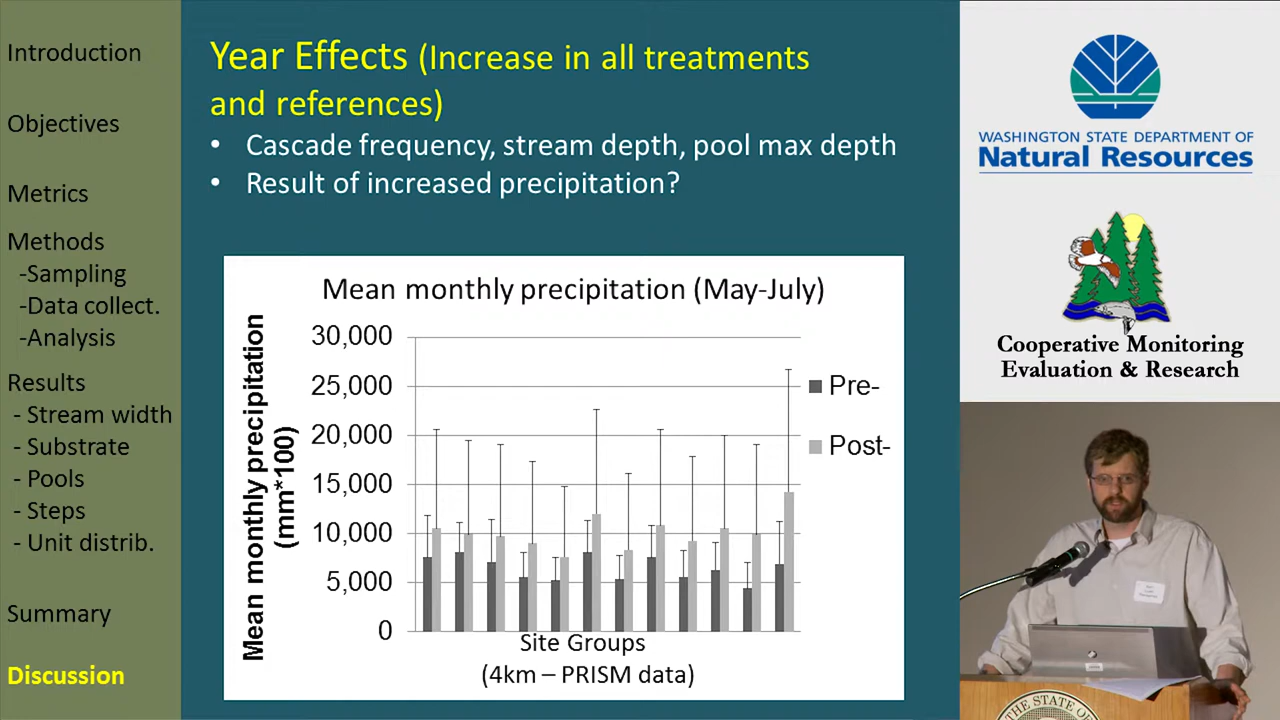 Introduction
Objectives
Metrics
Methods
-Sampling
-Data collect.
-Analysis
Results
- Stream width
- Substrate
- Pools
- Steps
- Unit distrib.
Summary
Discussion
Year Effects (Increase in all treatments
and references)
• Cascade frequency, stream depth, pool max depth
• Result of increased precipitation?
Mean monthly precipitation (May-July)
Mean monthly precipitation
(mm*100)
30,000
25,000
20,000
15,000
10,000
5,000
0
Pre-
Post-
Site Groups
(4km – PRISM data)
WASHINGTON STATE DEPARTMENT OF
Natural Resources
Cooperative Monitoring
Evaluation & Research
THE STATE OF